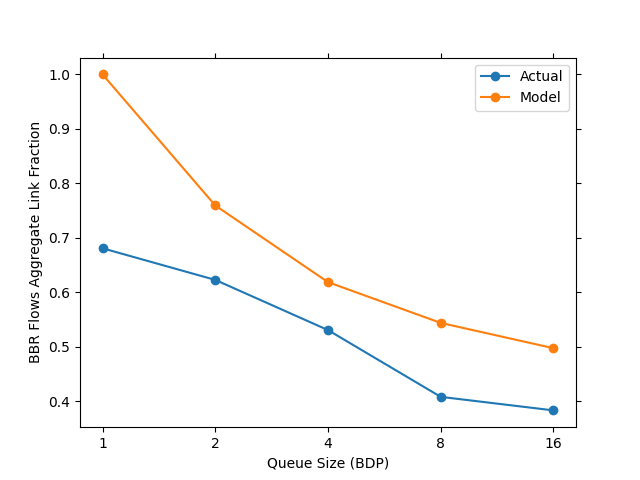 Actual
Model
1.0
0.9
0.8
0.7
0.6
0.5
0.4
BBR Flows Aggregate Link Fraction
1 2 4 8 16
Queue Size (BDP)